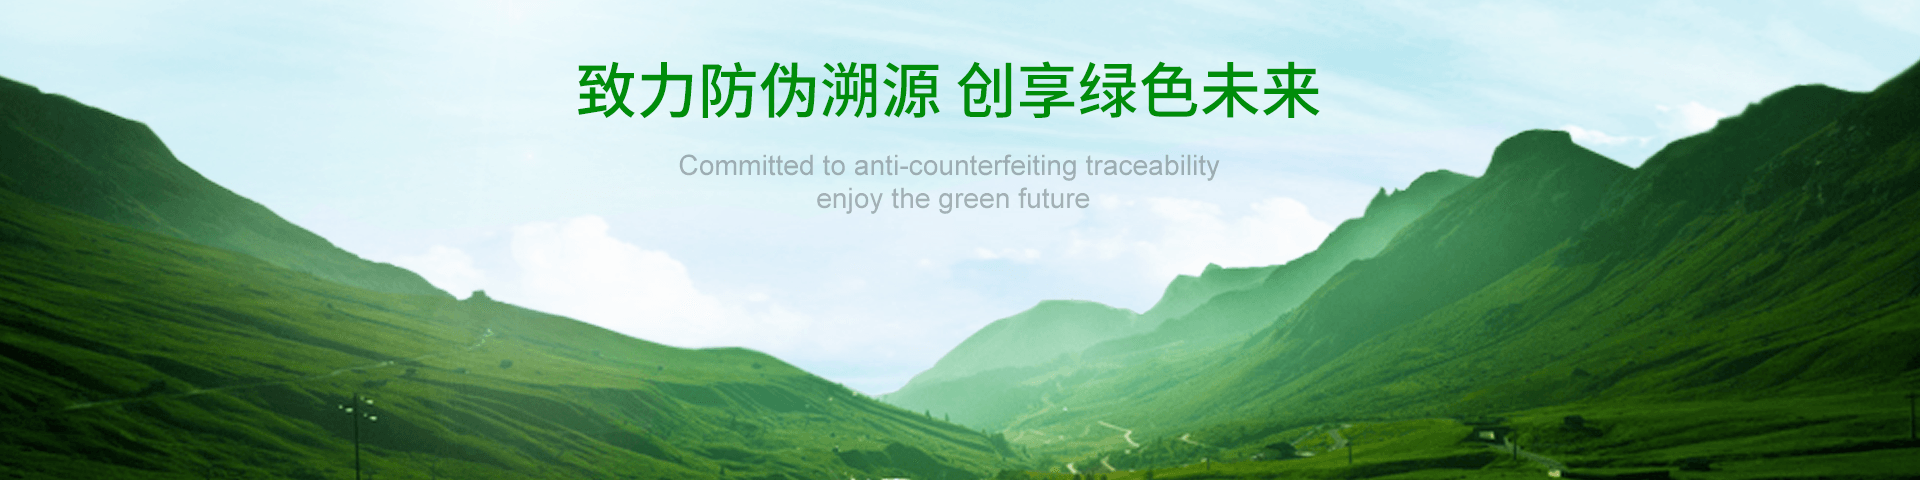 致力防伪溯源 创享绿色未来
Committed to anti-counterfeiting traceability
enjoy the green future